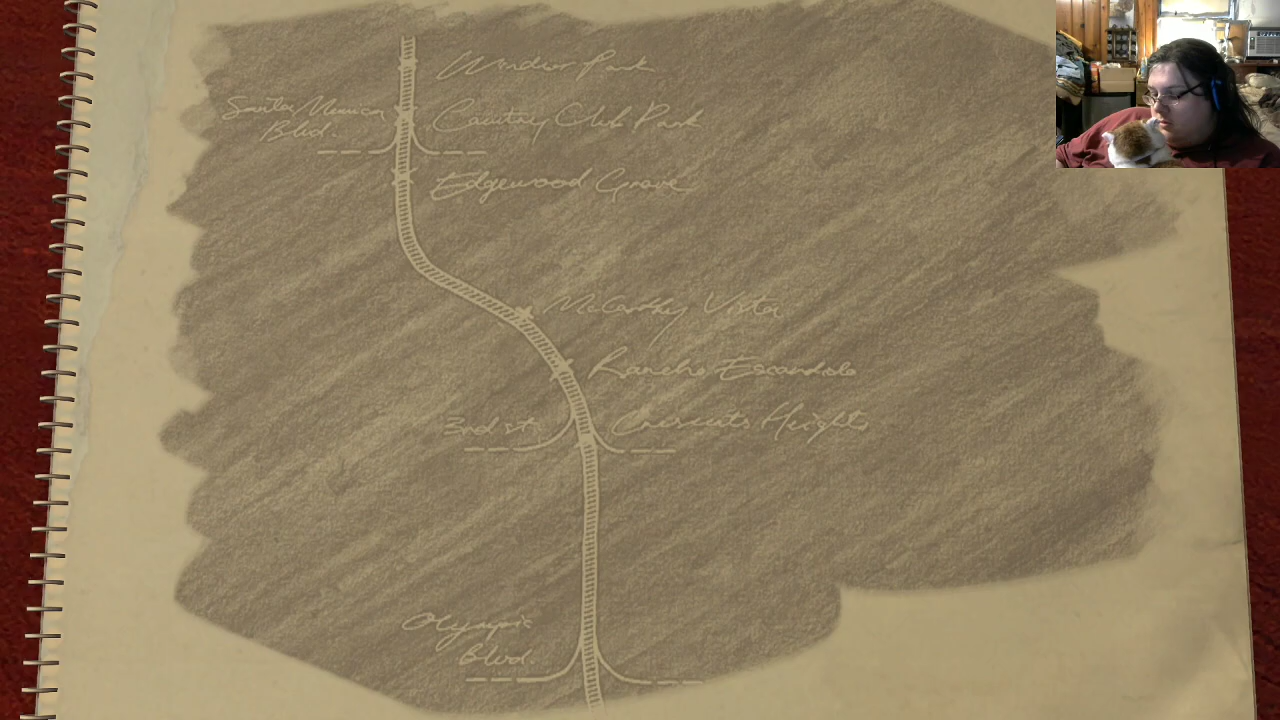 Windsor Park
Santa Monica
Blvd.
Country Club Park
Edgewood Grove
McCarthy Vista
Rancho Escondido
3rd st.
Crescents Heights
Olympic
Blvd.